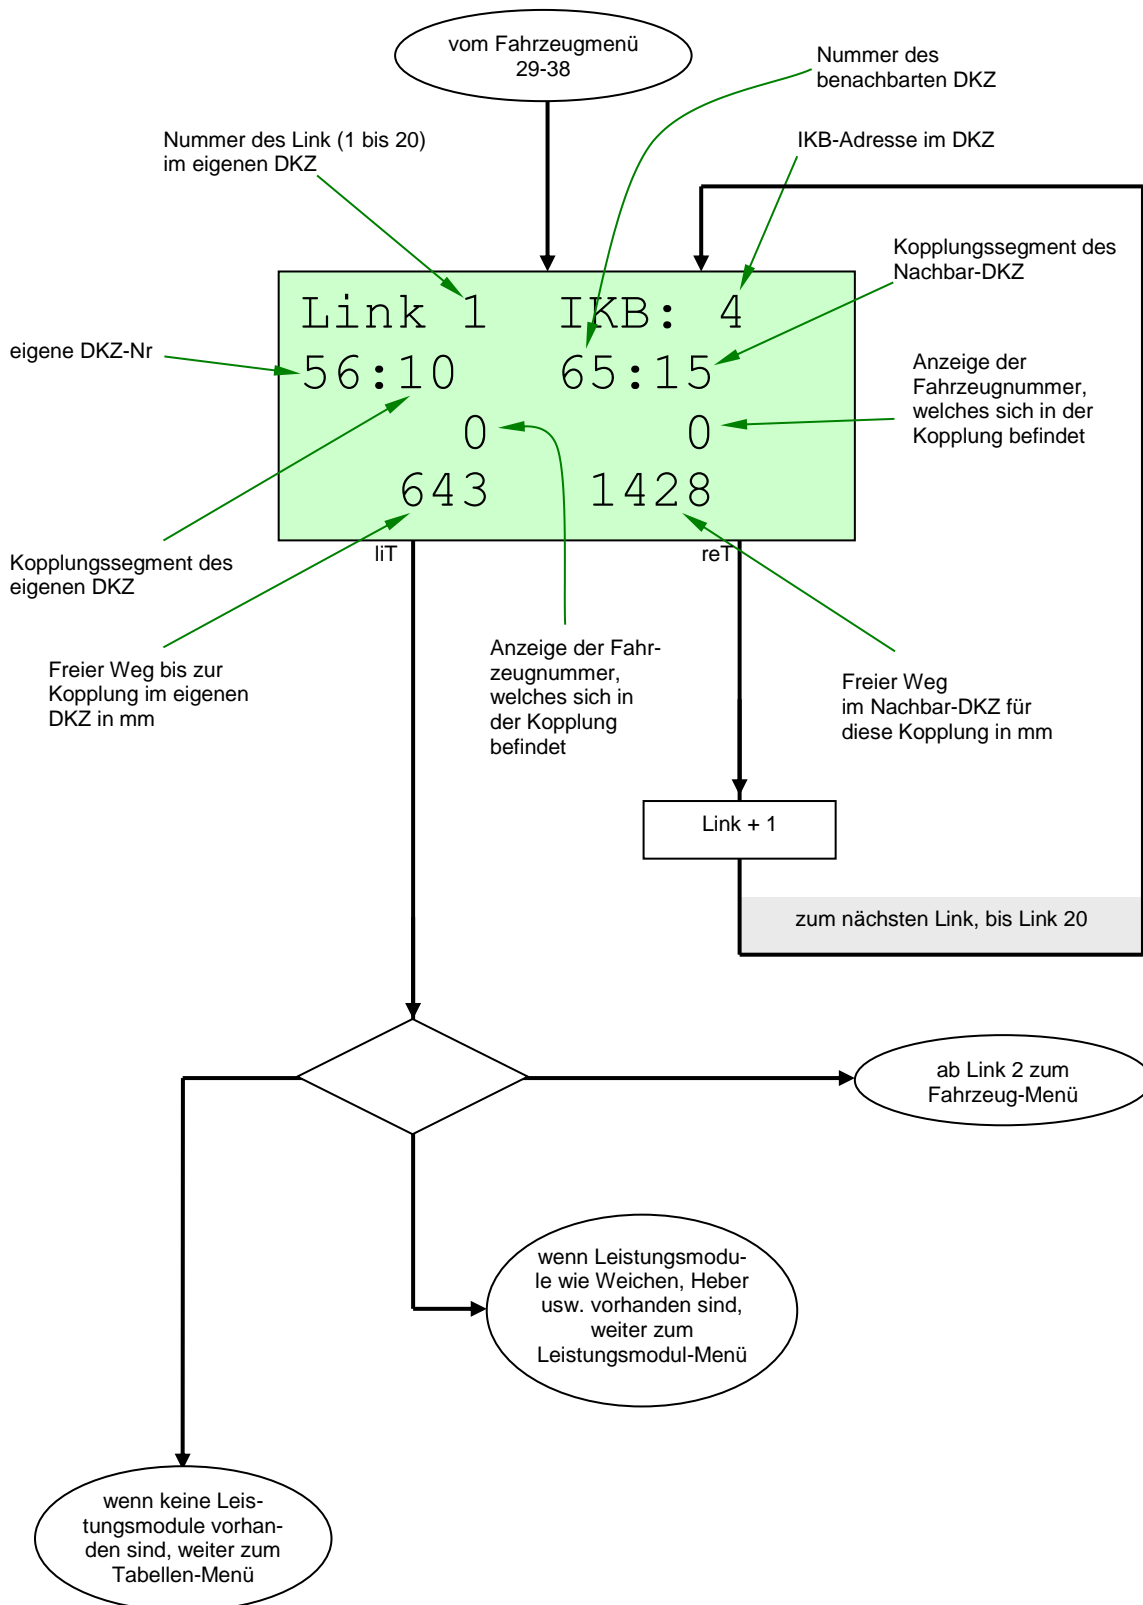 vom Fahrzeugmenü
29-38
Nummer des
benachbarten DKZ
Nummer des Link (1 bis 20)
im eigenen DKZ
IKB-Adresse im DKZ
Kopplungssegment des
Nachbar-DKZ
eigene DKZ-Nr
Link 1 IKB: 4
56:10 65:15
0 0
643 1428
Anzeige der
Fahrzeugnummer,
welches sich in der
Kopplung befindet
liT
reT
Kopplungssegment des
eigenen DKZ
Freier Weg bis zur
Kopplung im eigenen
DKZ in mm
Anzeige der Fahr-
zeugnummer,
welches sich in
der Kopplung
befindet
Freier Weg
im Nachbar-DKZ für
diese Kopplung in mm
Link + 1
zum nächsten Link, bis Link 20
ab Link 2 zum
Fahrzeug-Menü
wenn Leistungsmodu-
le wie Weichen, Heber
usw. vorhanden sind,
weiter zum
Leistungsmodul-Menü
wenn keine Leis-
tungsmodule vorhan-
den sind, weiter zum
Tabellen-Menü